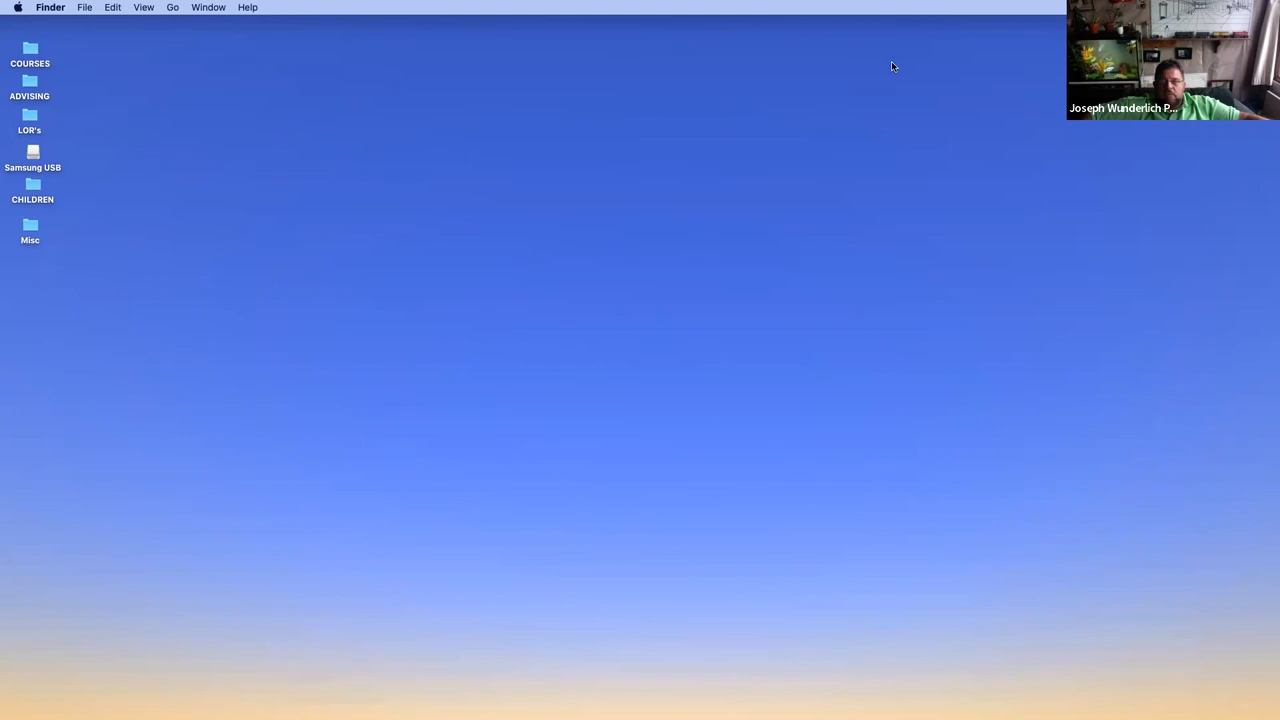 Finder File Edit View Go Window Help
COURSES
ADVISING
LOR's
Samsung USB
CHILDREN
Misc
Joseph Wunderlich P...